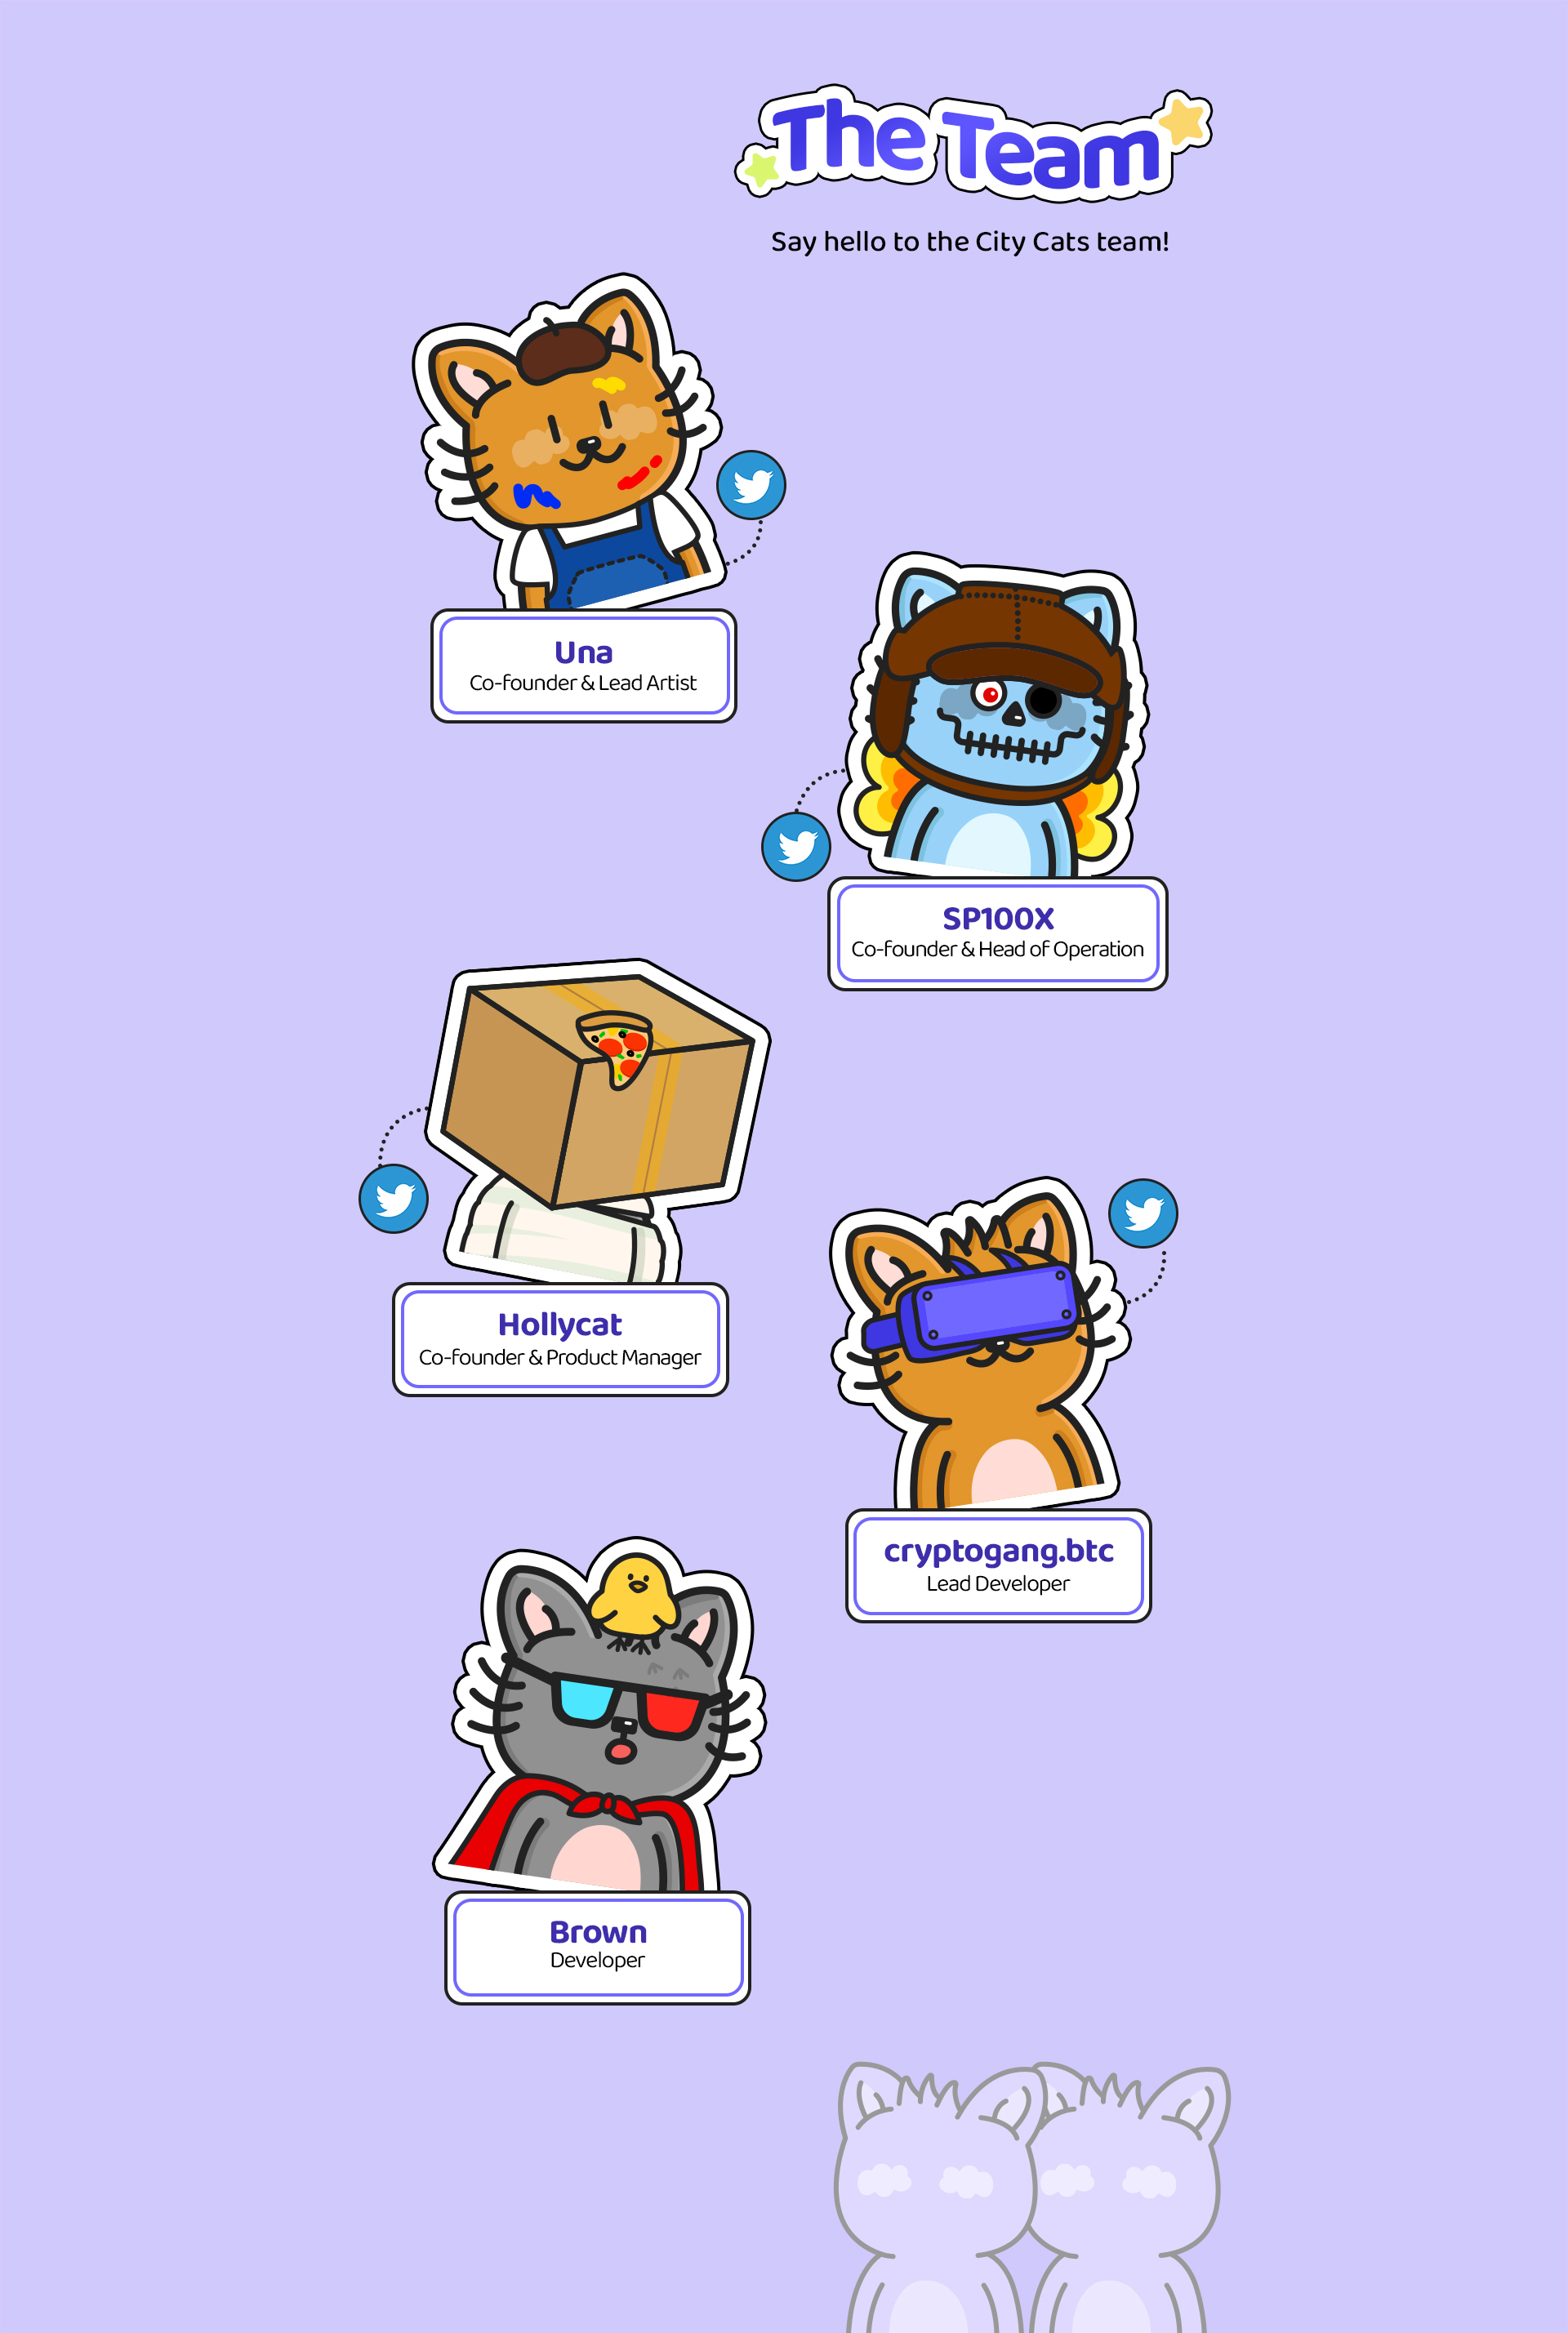 The Team
Say hello to the City Cats team!
Una
Co-founder & Lead Artist
SP100X
Co-founder & Head of Operation
Hollycat
Co-founder & Product Manager
cryptogang.btc
Lead Developer
Brown
Developer